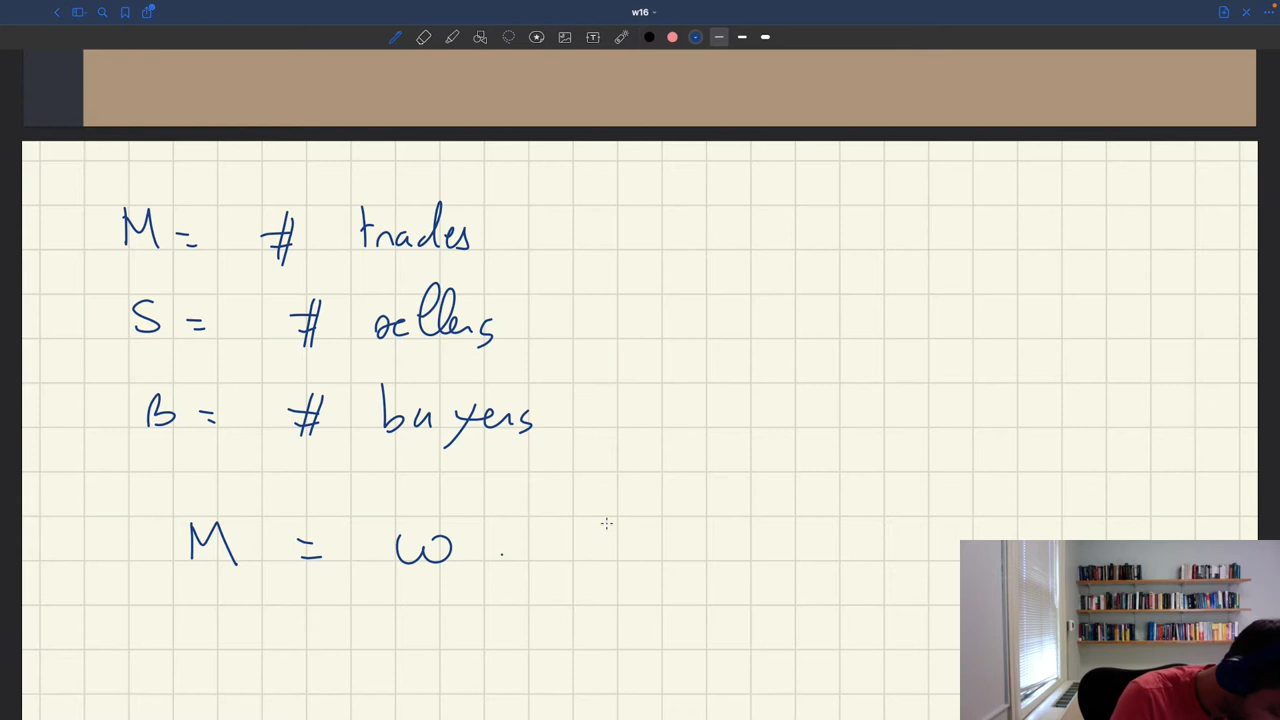 w16
M = # trades
S = # sellers
B = # buyers
M = ω ·